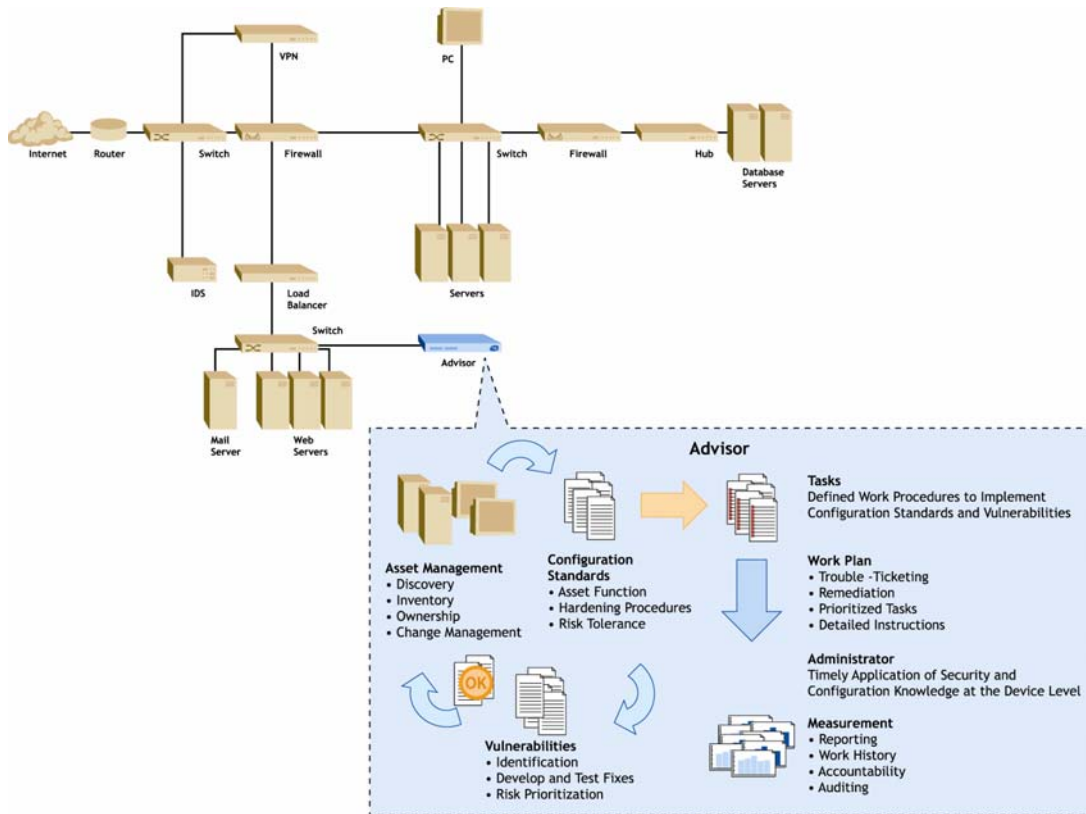 VPN
PC
Internet
Router
Switch
Firewall
Switch
Firewall
Hub
Database
Servers
IDS
Load
Balancer
Servers
Switch
Advisor
Mail
Server
Web
Servers
Advisor
Asset Management
• Discovery
• Inventory
• Ownership
• Change Management
Configuration
Standards
• Asset Function
• Hardening Procedures
• Risk Tolerance
Tasks
Defined Work Procedures to Implement
Configuration Standards and Vulnerabilities
Work Plan
• Trouble -Ticketing
• Remediation
• Prioritized Tasks
• Detailed Instructions
Administrator
Timely Application of Security and
Configuration Knowledge at the Device Level
OK
Vulnerabilities
• Identification
• Develop and Test Fixes
• Risk Prioritization
Measurement
• Reporting
• Work History
• Accountability
• Auditing